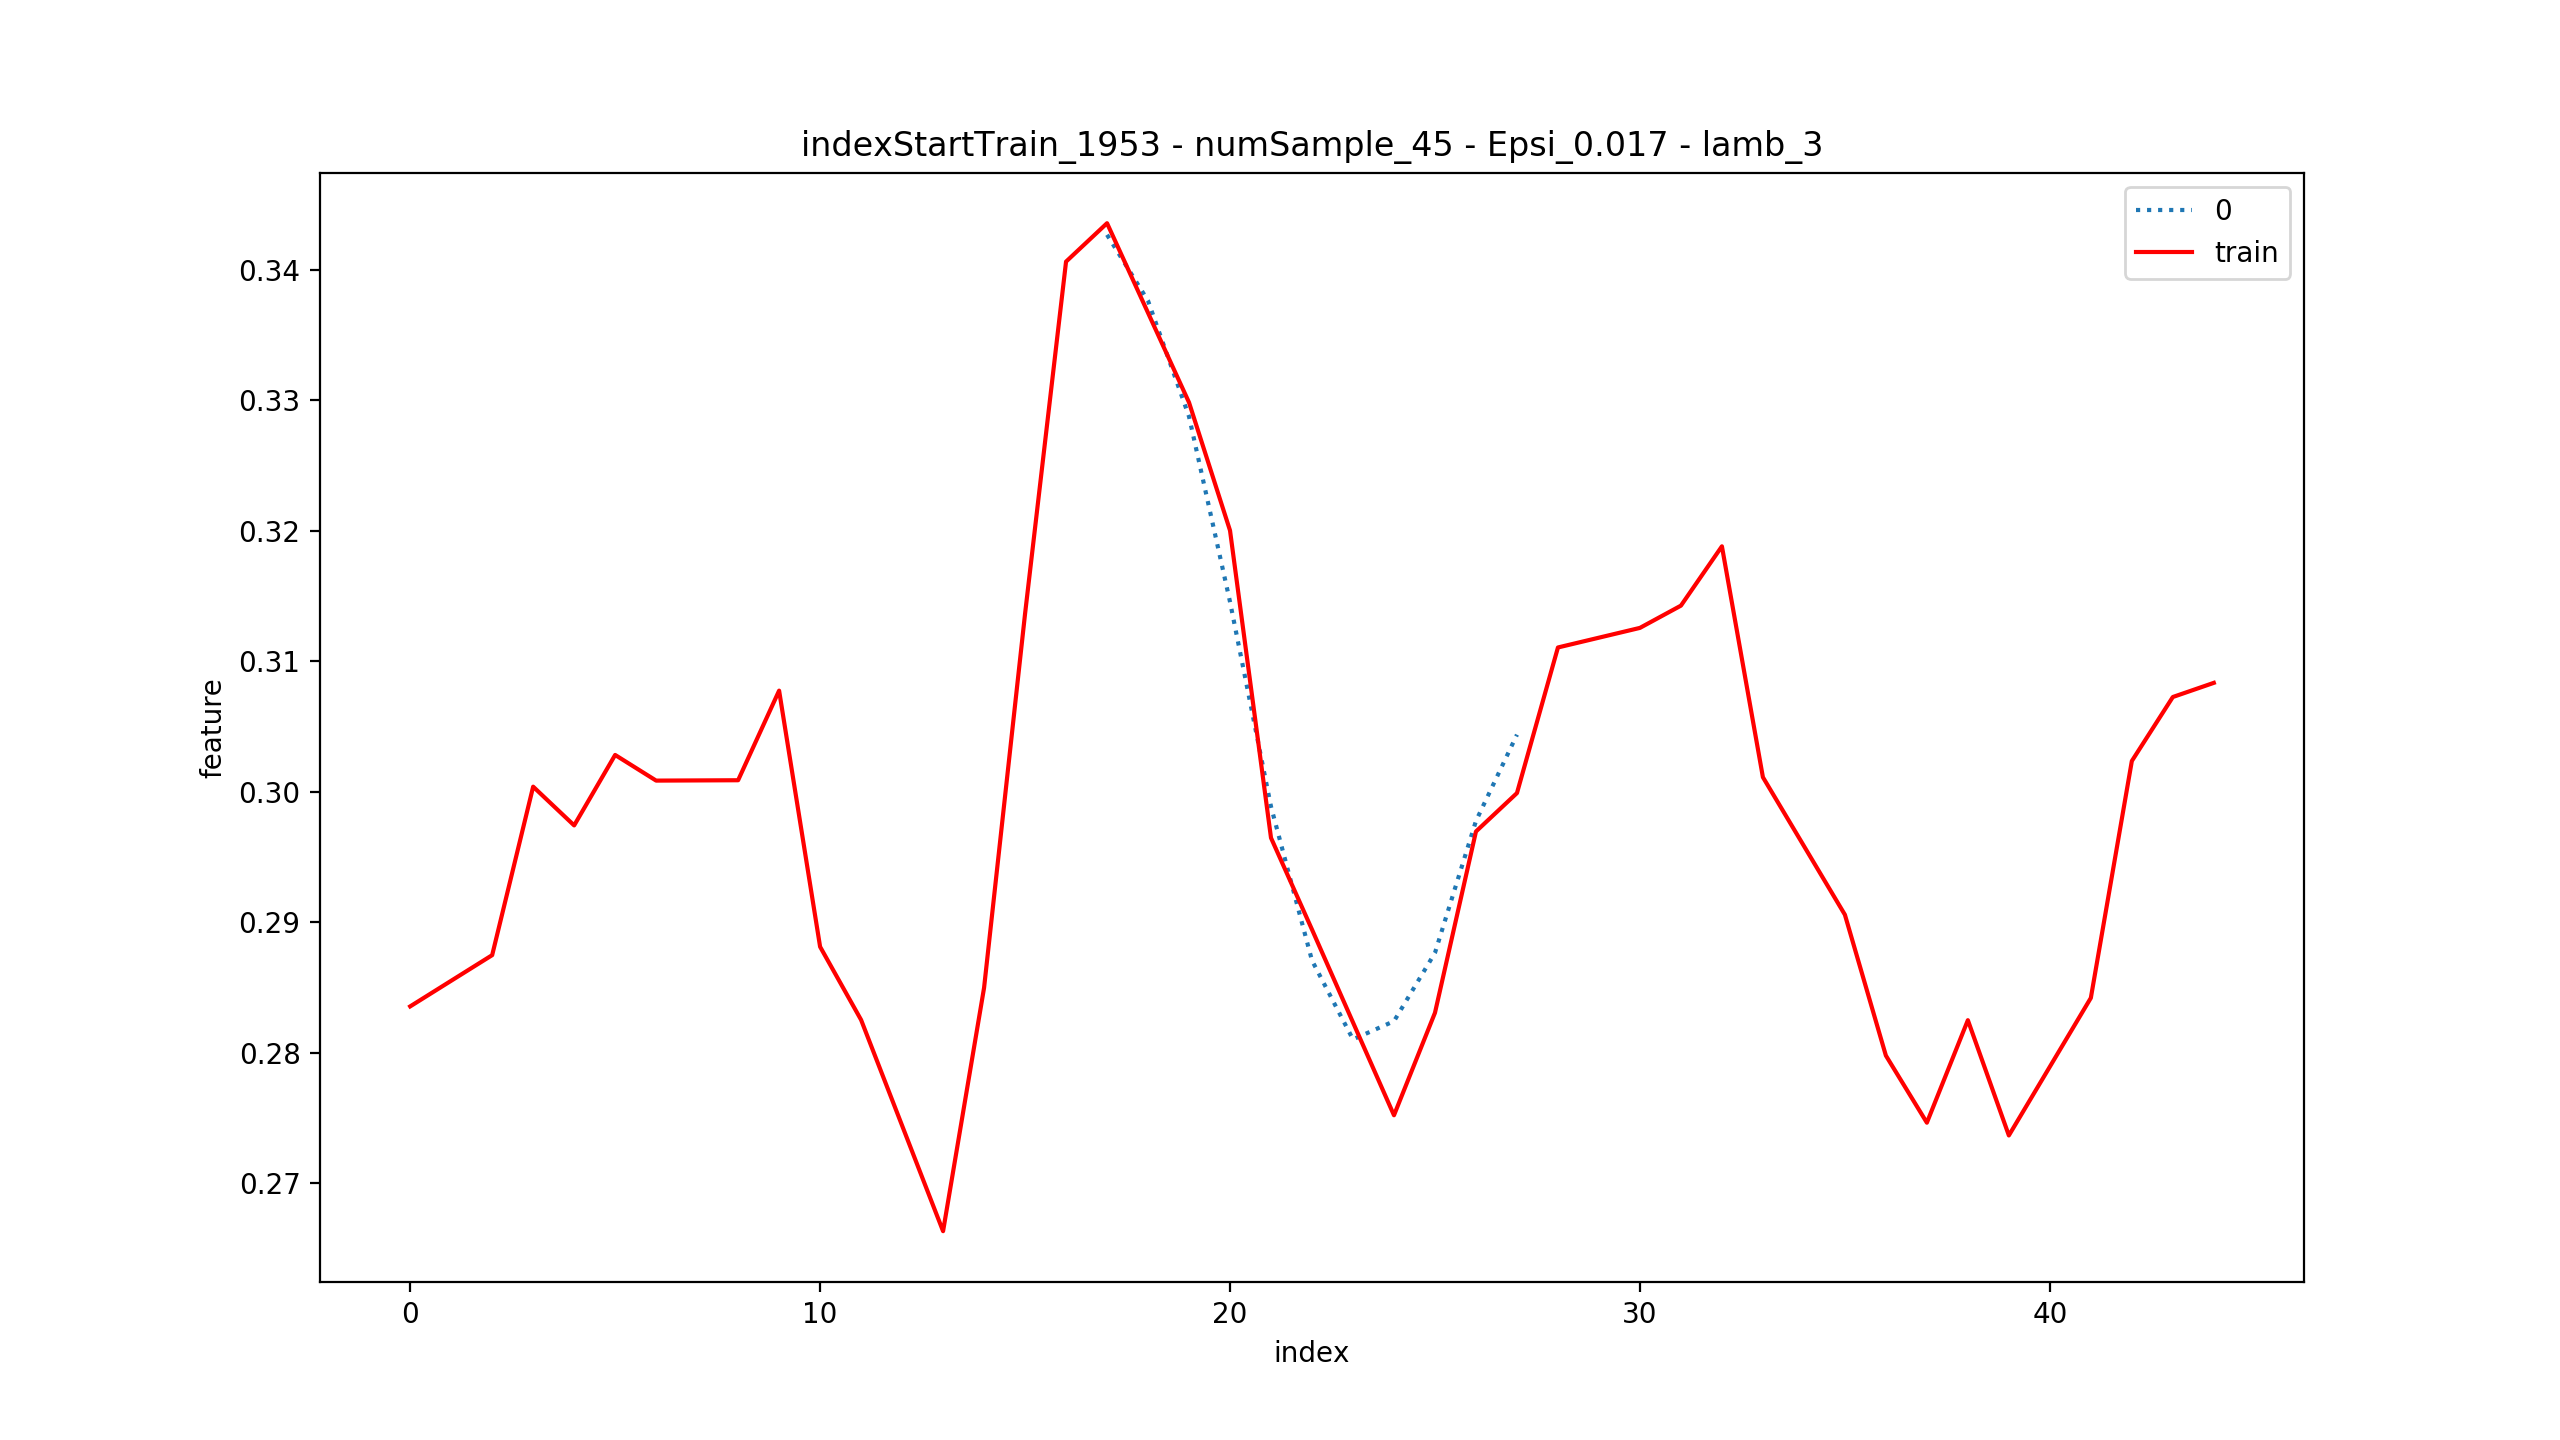 indexStartTrain_1953 - numSample_45 - Epsi_0.017 - lamb_3
0
train
0.34
0.33
0.32
0.31
0.30
0.29
0.28
0.27
feature
0 10 20 30 40
index